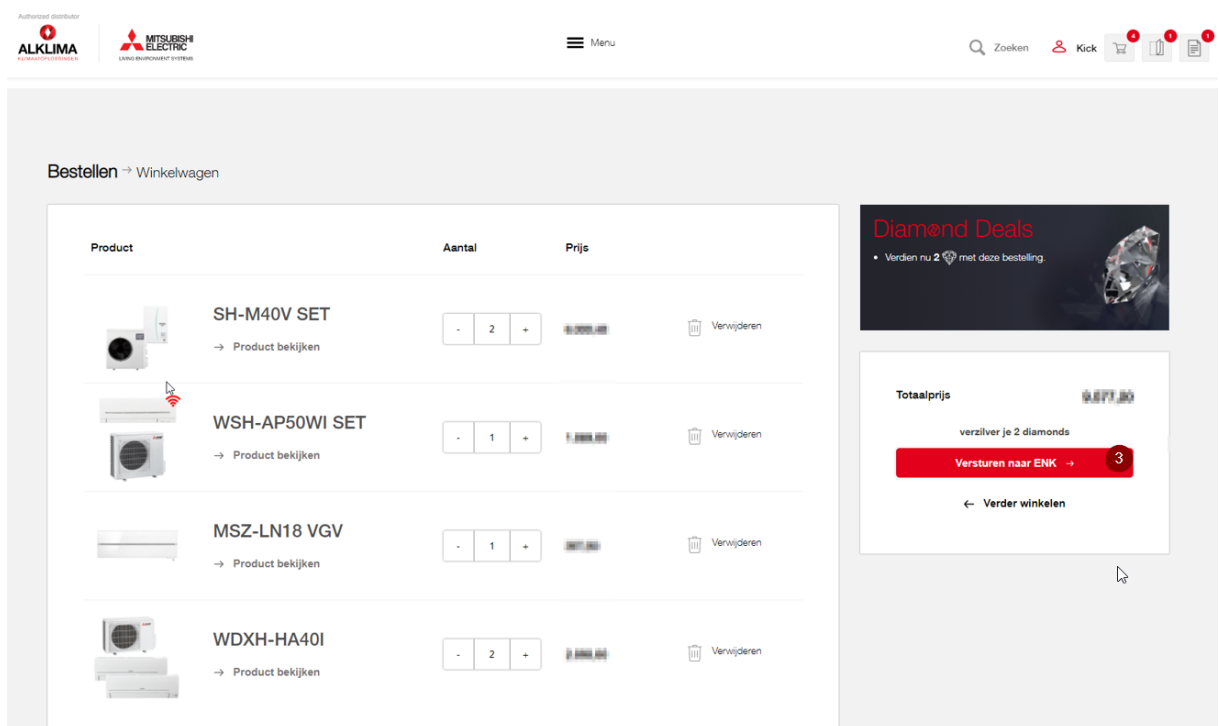 Authorized distributor
ALKLIMA
KLIMAATOPLOSSINGEN
MITSUBISHI
ELECTRIC
LIVING ENVIRONMENT SYSTEMS
Menu
Zoeken
Kick
4
1
1
Bestellen → Winkelwagen
Product Aantal Prijs
SH-M40V SET
→ Product bekijken
- 2 +
Verwijderen
WSH-AP50WI SET
→ Product bekijken
- 1 +
Verwijderen
MSZ-LN18 VGV
→ Product bekijken
- 1 +
Verwijderen
WDXH-HA40I
→ Product bekijken
- 2 +
Verwijderen
Diamond Deals
• Verdien nu 2 met deze bestelling.
Totaalprijs
verzilver je 2 diamonds
Versturen naar ENK → 3
← Verder winkelen